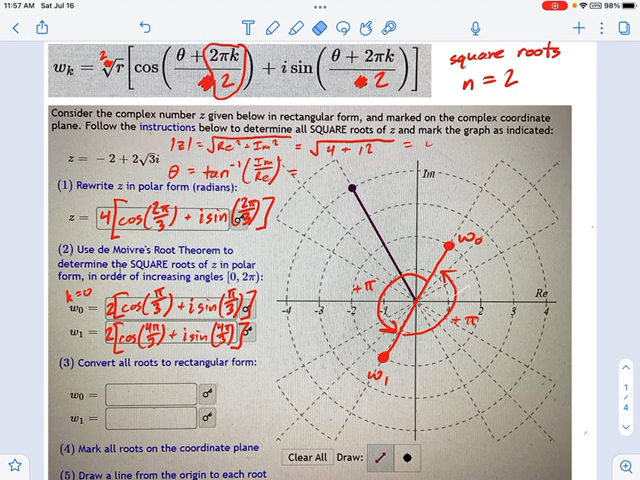 11:57 AM Sat Jul 16
98%
w_k = \sqrt[2]{r} [cos(\frac{θ + 2πk}{2}) + i sin(\frac{θ + 2πk}{2})]
square roots
n = 2
Consider the complex number z given below in rectangular form, and marked on the complex coordinate
plane. Follow the instructions below to determine all SQUARE roots of z and mark the graph as indicated:
|z| = √(Re² + Im²) = √(4 + 12) =
z = − 2 + 2√3i
θ = tan⁻¹(Im/Re) =
(1) Rewrite z in polar form (radians):
z = 4[cos(2π/3) + i sin(2π/3)]
(2) Use de Moivre's Root Theorem to
determine the SQUARE roots of z in polar
form, in order of increasing angles [0, 2π):
k=0
w0 = 2[cos(π/3) + i sin(π/3)]
w1 = 2[cos(4π/3) + i sin(4π/3)]
(3) Convert all roots to rectangular form:
w0 =
w1 =
(4) Mark all roots on the coordinate plane
(5) Draw a line from the origin to each root
Im
w0
+π
Re
-4 -3 -2 -1 1 2 3 4
+π
w1
Clear All Draw:
1
/
4